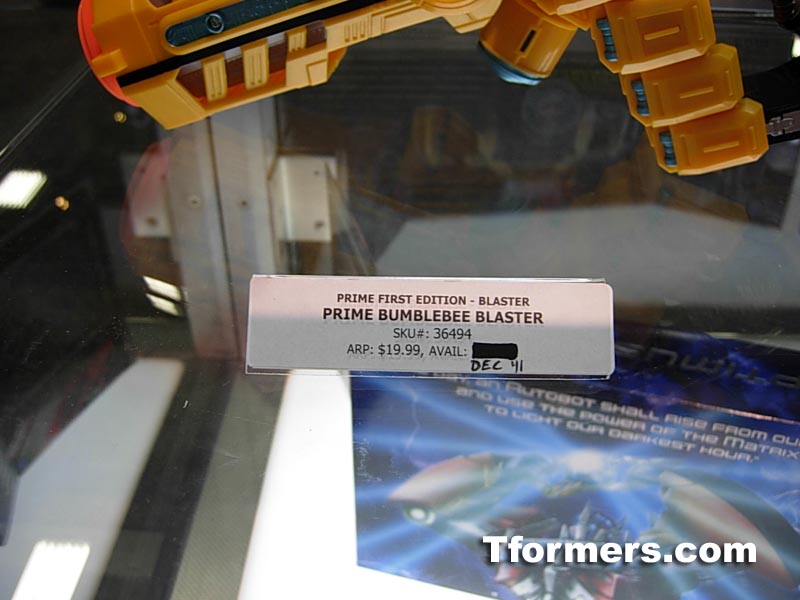 PRIME FIRST EDITION - BLASTER
PRIME BUMBLEBEE BLASTER
SKU#: 36494
ARP: $19.99, AVAIL:
DEC '11
AN AUTOBOT SHALL RISE FROM OUR
AND USE THE POWER OF THE MATRIX
TO LIGHT OUR DARKEST HOUR."
Tformers.com